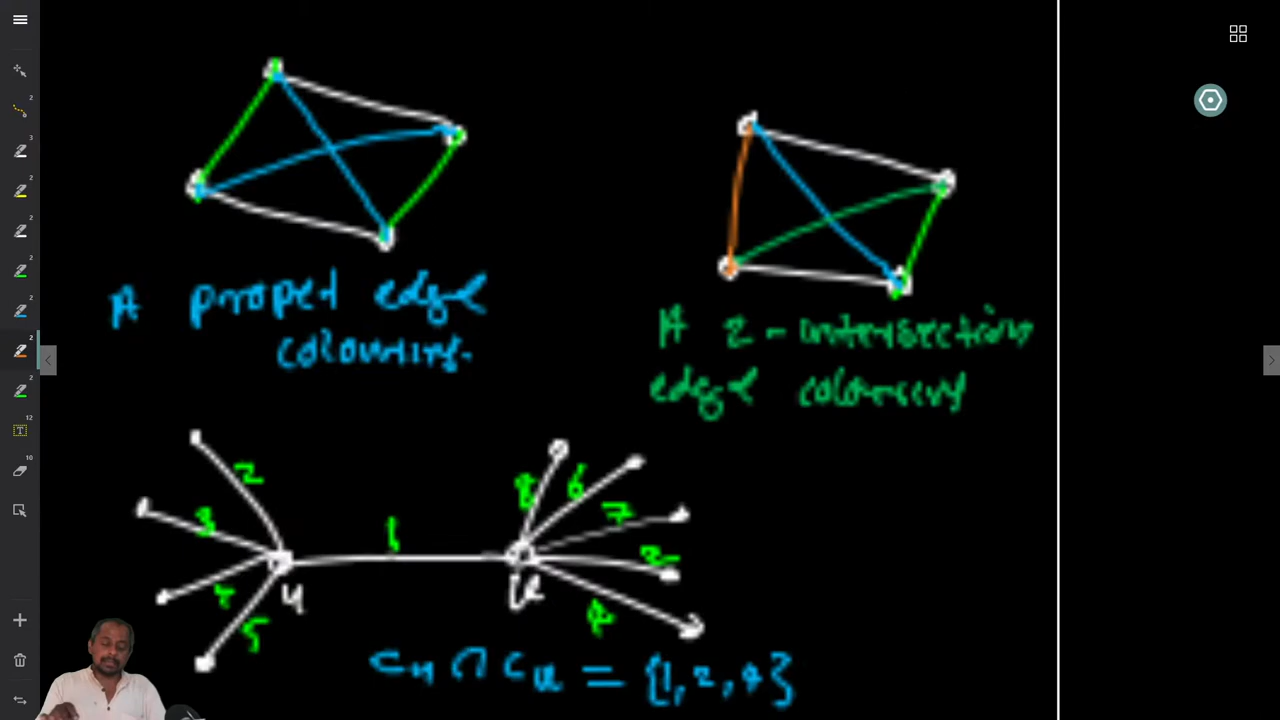 A proper edge
colouring.
A 2-intersection
edge colouring
2
8
6
3
1
7
2
4
5
4
u
C_u ∩ C_v = {1, 2, 4}